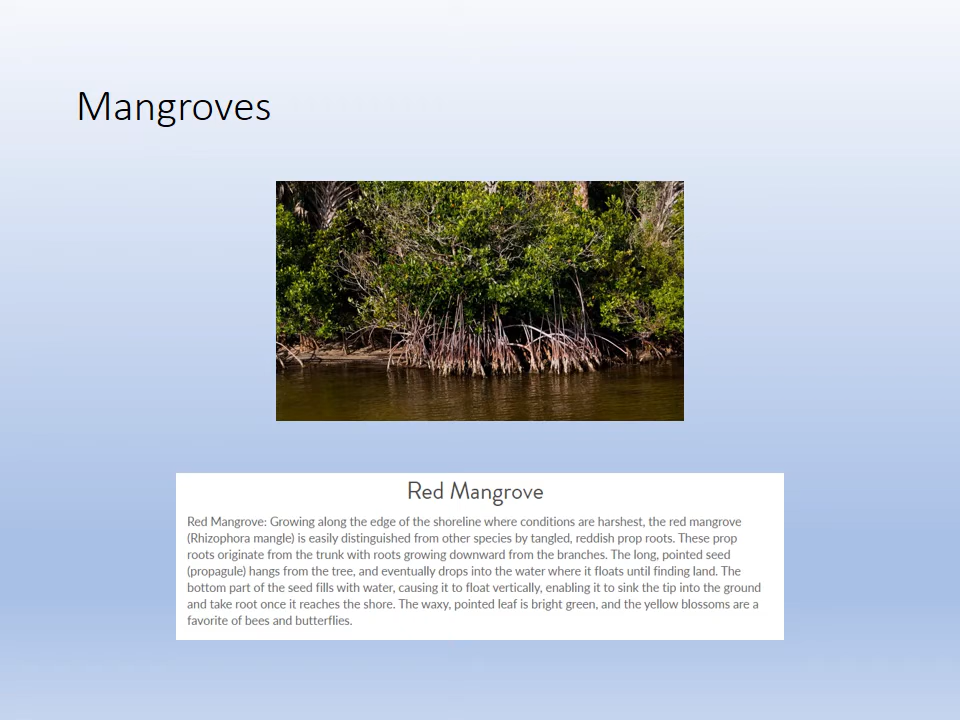 Mangroves
Red Mangrove
Red Mangrove: Growing along the edge of the shoreline where conditions are harshest, the red mangrove
(Rhizophora mangle) is easily distinguished from other species by tangled, reddish prop roots. These prop
roots originate from the trunk with roots growing downward from the branches. The long, pointed seed
(propagule) hangs from the tree, and eventually drops into the water where it floats until finding land. The
bottom part of the seed fills with water, causing it to float vertically, enabling it to sink the tip into the ground
and take root once it reaches the shore. The waxy, pointed leaf is bright green, and the yellow blossoms are a
favorite of bees and butterflies.